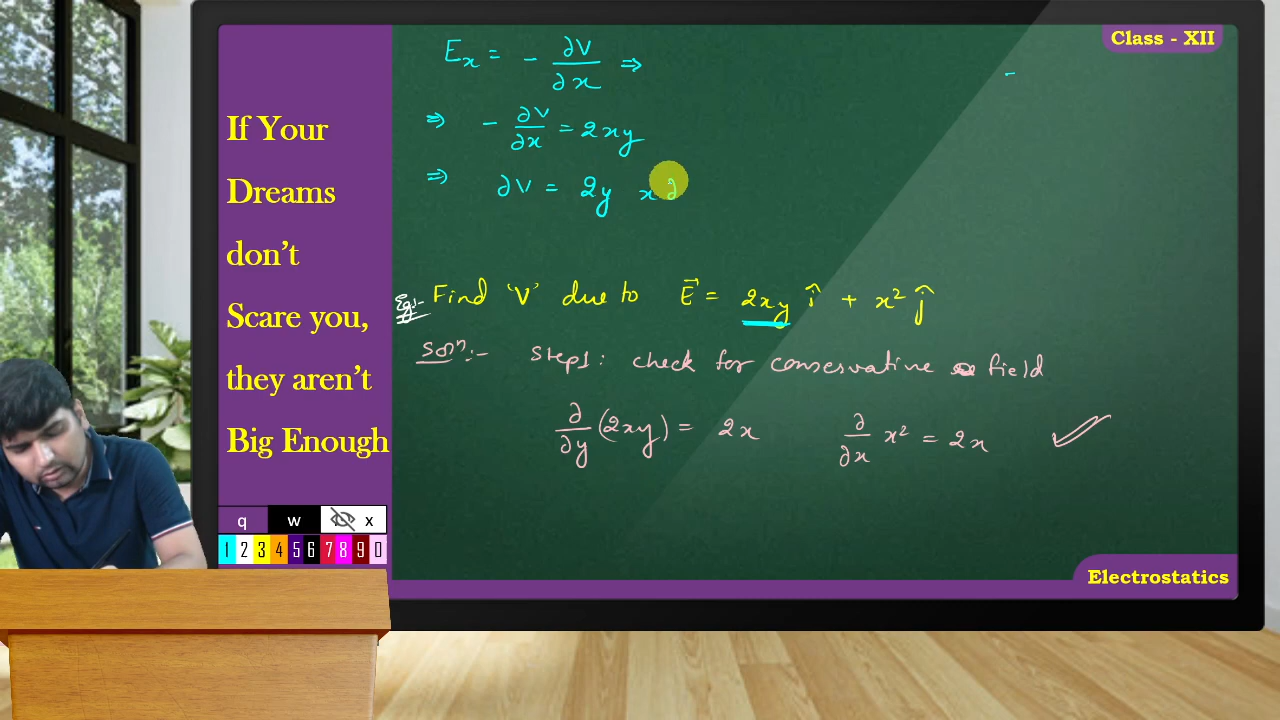 Class - XII
If Your
Dreams
don't
Scare you,
they aren't
Big Enough
Eₓ = - ∂V/∂x ⇒
⇒ - ∂V/∂x = 2xy
⇒ ∂V = 2y x∂
Eg:- Find 'V' due to E⃗ = 2xy î + x² ĵ
Solⁿ:- Steps: check for conservative field
∂/∂y (2xy) = 2x ∂/∂x x² = 2x ✓
q w x
1 2 3 4 5 6 7 8 9 0
Electrostatics